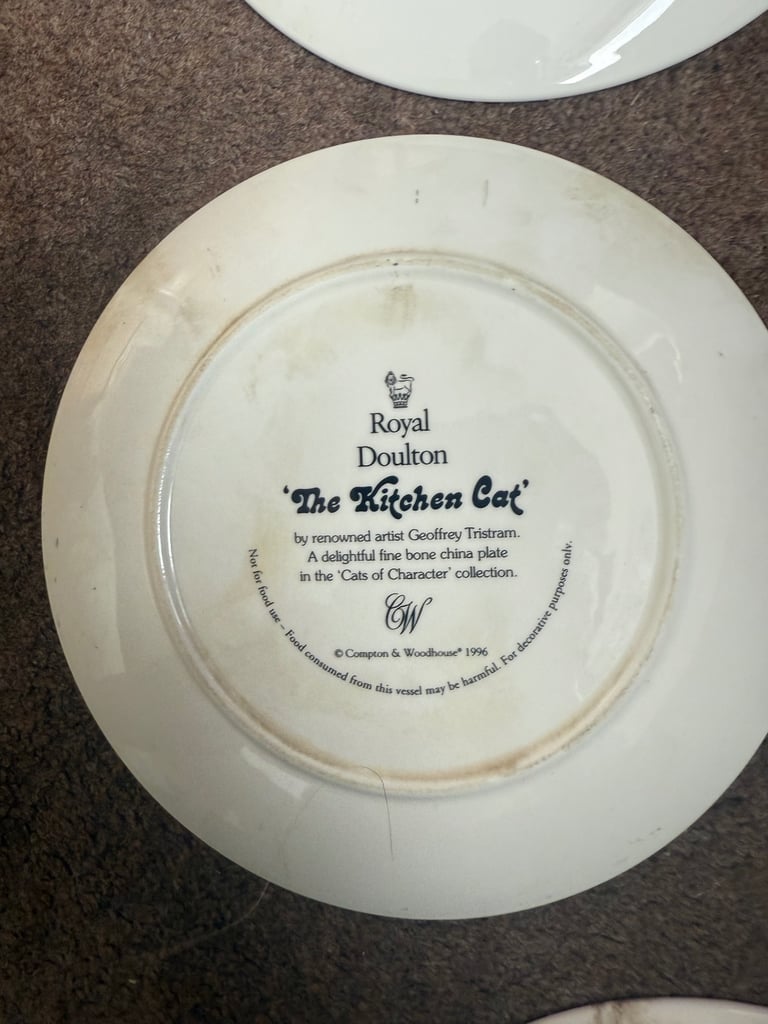 Royal
Doulton
'The Kitchen Cat'
by renowned artist Geoffrey Tristram.
A delightful fine bone china plate
in the 'Cats of Character' collection.
CW
© Compton & Woodhouse® 1996
Not for food use – Food consumed from this vessel may be harmful. For decorative purposes only.